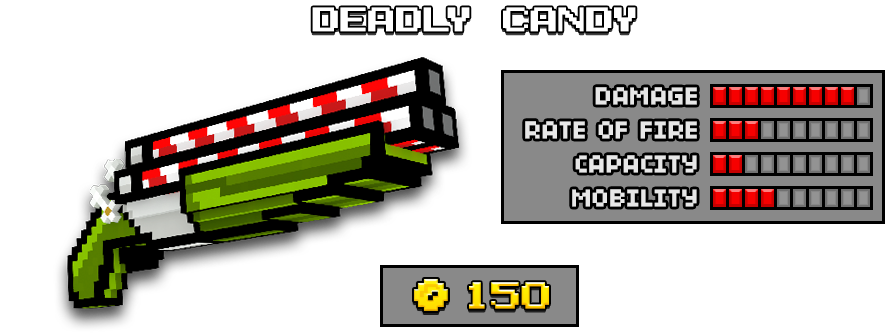 DEADLY CANDY
DAMAGE
RATE OF FIRE
CAPACITY
MOBILITY
150